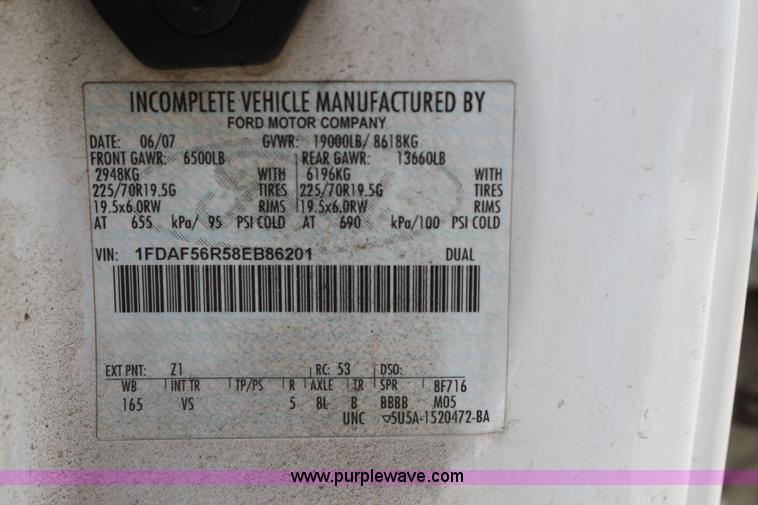 INCOMPLETE VEHICLE MANUFACTURED BY
FORD MOTOR COMPANY
DATE: 06/07 GVWR: 19000LB/ 8618KG
FRONT GAWR: 6500LB REAR GAWR: 13660LB
2948KG WITH 6196KG WITH
225/70R19.5G TIRES 225/70R19.5G TIRES
19.5x6.0RW RIMS 19.5x6.0RW RIMS
AT 655 kPa/ 95 PSI COLD AT 690 kPa/100 PSI COLD
VIN: 1FDAF56R58EB86201 DUAL
EXT PNT: Z1 RC: 53 DSO:
WB INT TR TP/PS R AXLE TR SPR 8F716
165 VS 5 8L B BBBB M05
UNC ▽5U5A-1520472-BA
www.purplewave.com